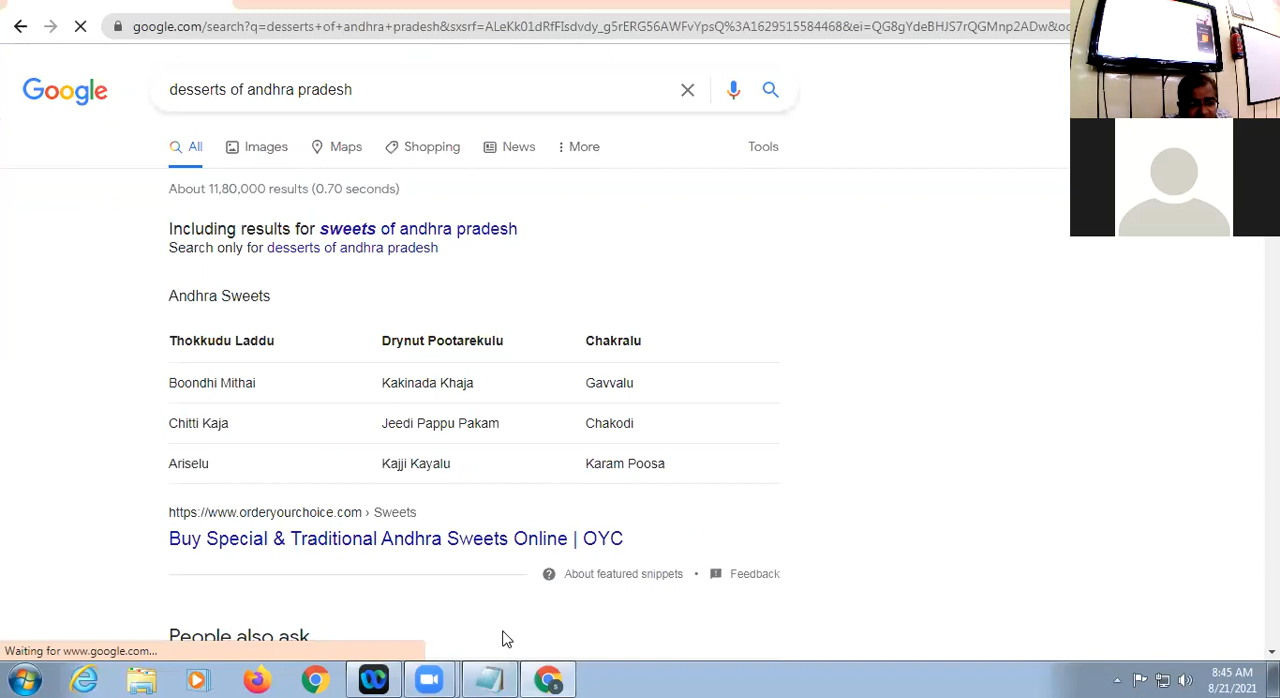 google.com/search?q=desserts+of+andhra+pradesh&sxsrf=ALeKk01dRfFIsdvdy_g5rERG56AWFvYpsQ%3A1629515584468&ei=QG8gYdeBHJS7rQGMnp2ADw&oc
Google
desserts of andhra pradesh
All Images Maps Shopping News More Tools
About 11,80,000 results (0.70 seconds)
Including results for sweets of andhra pradesh
Search only for desserts of andhra pradesh
Andhra Sweets
Thokkudu Laddu Drynut Pootarekulu Chakralu
Boondhi Mithai Kakinada Khaja Gavvalu
Chitti Kaja Jeedi Pappu Pakam Chakodi
Ariselu Kajji Kayalu Karam Poosa
https://www.orderyourchoice.com › Sweets
Buy Special & Traditional Andhra Sweets Online | OYC
About featured snippets • Feedback
People also ask
Waiting for www.google.com...
8:45 AM
8/21/2021